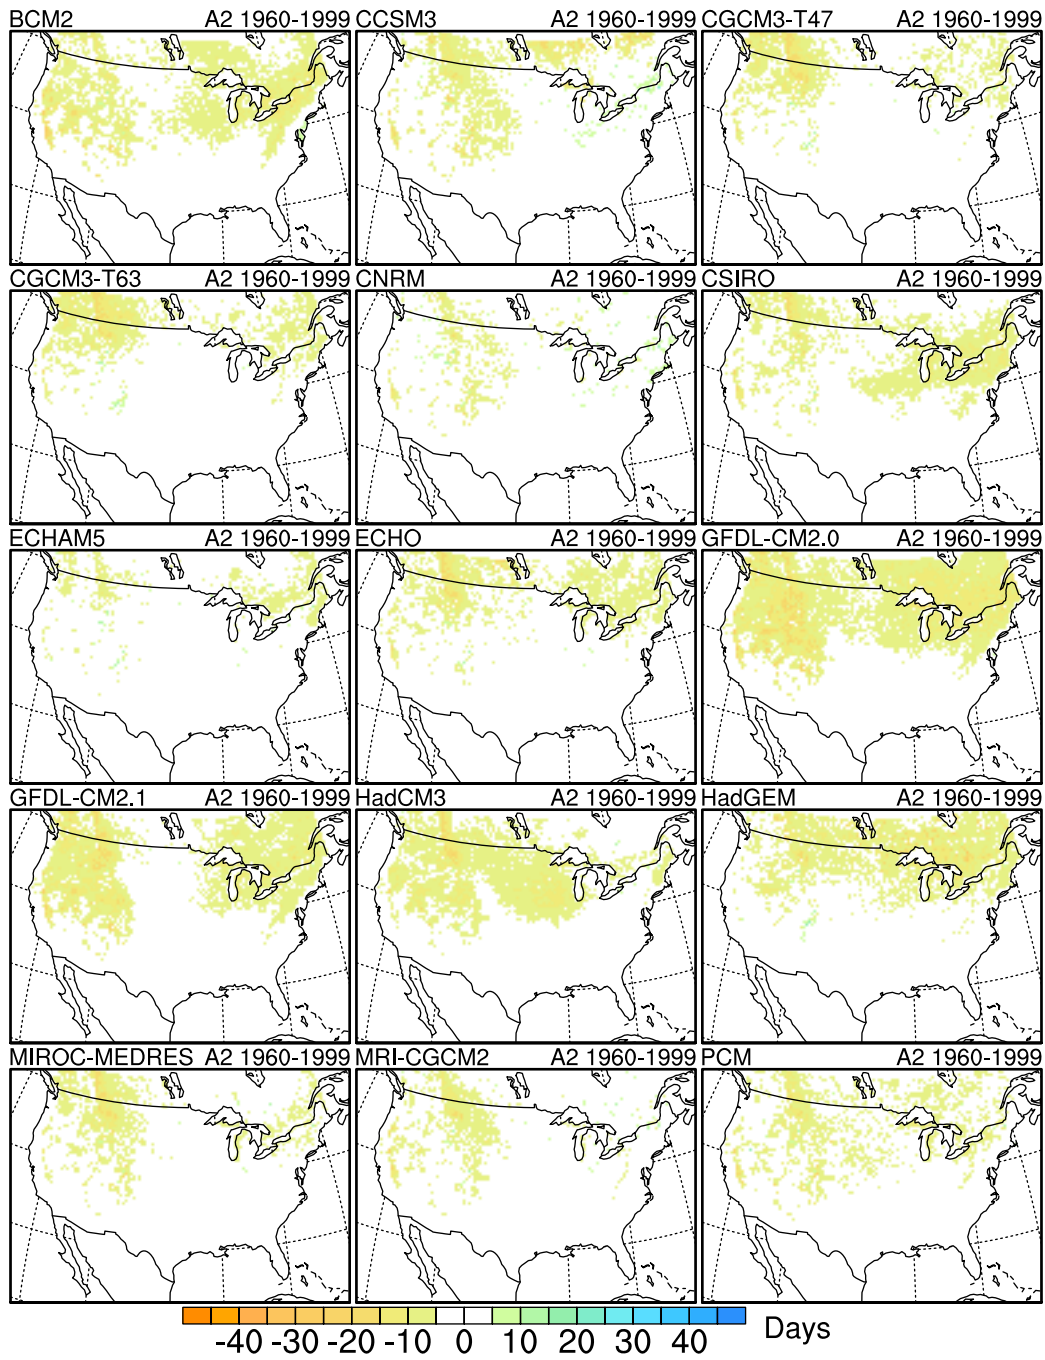 BCM2 A2 1960-1999 CCSM3 A2 1960-1999 CGCM3-T47 A2 1960-1999
CGCM3-T63 A2 1960-1999 CNRM A2 1960-1999 CSIRO A2 1960-1999
ECHAM5 A2 1960-1999 ECHO A2 1960-1999 GFDL-CM2.0 A2 1960-1999
GFDL-CM2.1 A2 1960-1999 HadCM3 A2 1960-1999 HadGEM A2 1960-1999
MIROC-MEDRES A2 1960-1999 MRI-CGCM2 A2 1960-1999 PCM A2 1960-1999
-40 -30 -20 -10 0 10 20 30 40 Days